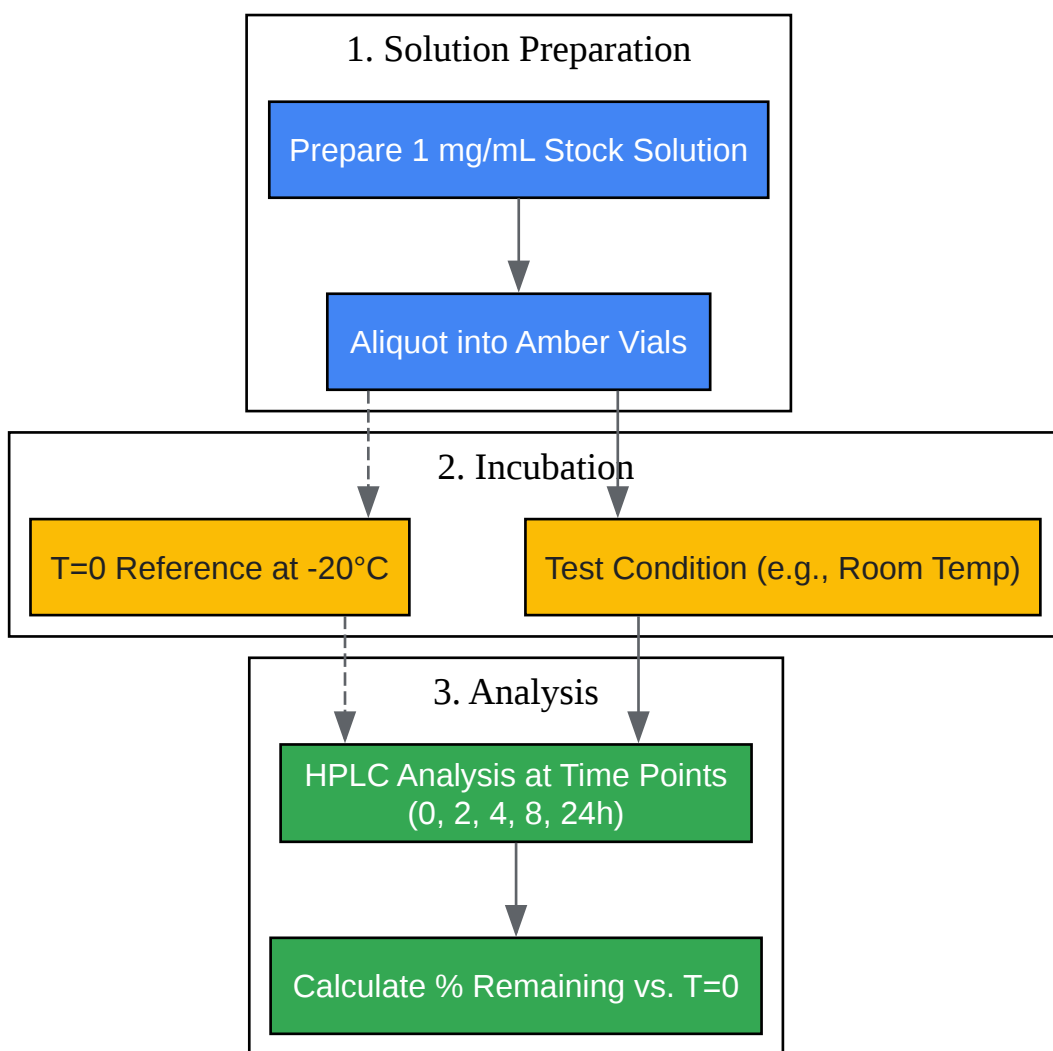 1. Solution Preparation
Prepare 1 mg/mL Stock Solution
Aliquot into Amber Vials
2. Incubation
T=0 Reference at -20°C
Test Condition (e.g., Room Temp)
3. Analysis
HPLC Analysis at Time Points
(0, 2, 4, 8, 24h)
Calculate % Remaining vs. T=0